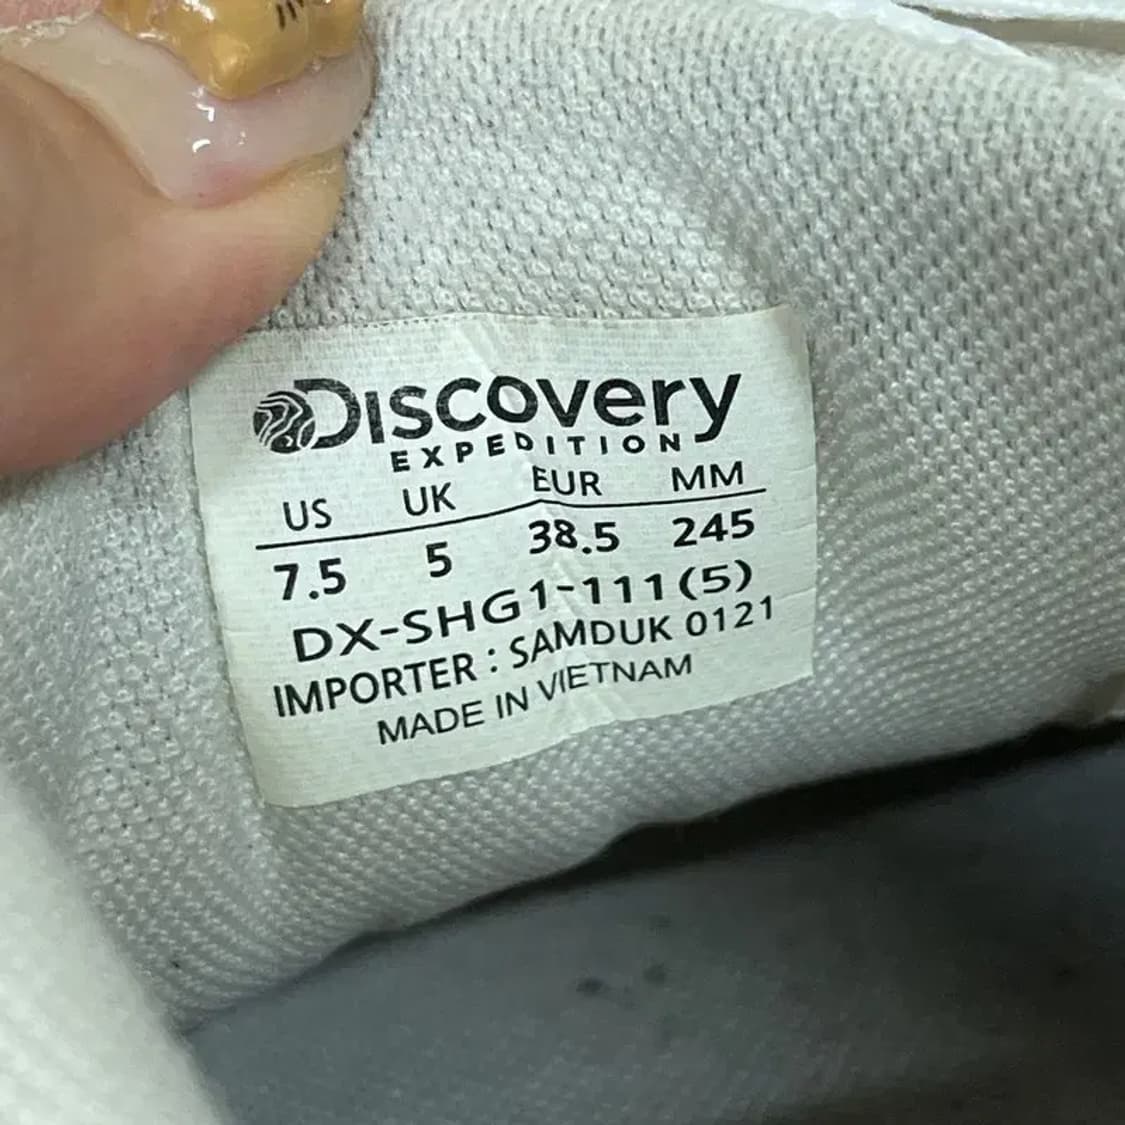 Discovery
EXPEDITION
US UK EUR MM
7.5 5 38.5 245
DX-SHG1-111(5)
IMPORTER : SAMDUK 0121
MADE IN VIETNAM